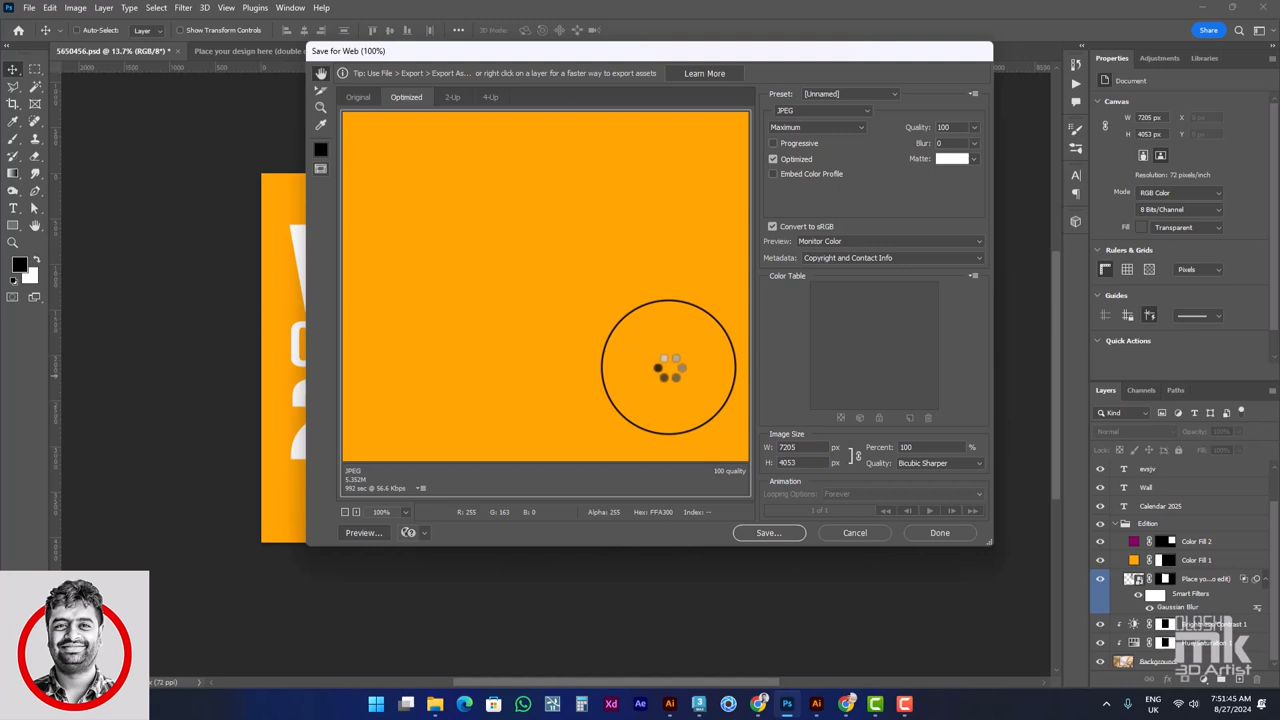 File Edit Image Layer Type Select Filter 3D View Plugins Window Help
Auto-Select: Layer Show Transform Controls 3D Mode: Share
5650456.psd @ 13.7% (RGB/8*) * × Place your design here (double
Save for Web (100%)
Tip: Use File > Export > Export As... or right click on a layer for a faster way to export assets Learn More
Original Optimized 2-Up 4-Up
Preset: [Unnamed]
JPEG
Maximum Quality: 100
Progressive Blur: 0
Optimized Matte:
Embed Color Profile
Convert to sRGB
Preview: Monitor Color
Metadata: Copyright and Contact Info
Color Table
Image Size
W: 7205 px Percent: 100 %
H: 4053 px Quality: Bicubic Sharper
Animation
Looping Options: Forever
1 of 1
JPEG 100 quality
5.352M
992 sec @ 56.6 Kbps
100% R: 255 G: 163 B: 0 Alpha: 255 Hex: FFA300 Index: --
Preview... Save... Cancel Done
Properties Adjustments Libraries
Document
Canvas
W 7205 px X
H 4053 px Y
Resolution: 72 pixels/inch
Mode RGB Color
8 Bits/Channel
Fill Transparent
Rulers & Grids
Pixels
Guides
Quick Actions
Layers Channels Paths
Kind
Normal Opacity: 100%
Lock: Fill: 100%
evsjv
Wall
Calendar 2025
Edition
Color Fill 2
Color Fill 1
Place yo...o edit)
Smart Filters
Gaussian Blur
Brightness/Contrast 1
Hue/Saturation 1
Background
MK
3D Artist
(72 ppi)
ENG
UK
7:51:45 AM
8/27/2024